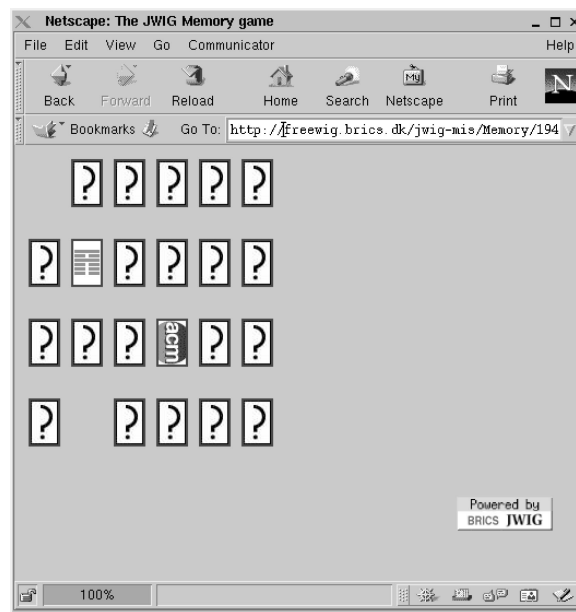 Netscape: The JWIG Memory game
File Edit View Go Communicator Help
Back Forward Reload Home Search Netscape Print
My N
Bookmarks Go To: http://freewig.brics.dk/jwig-mis/Memory/194
? ? ? ? ?
? ? ? ? ?
? ? ? acm ? ?
? ? ? ? ?
Powered by
BRICS JWIG
100%